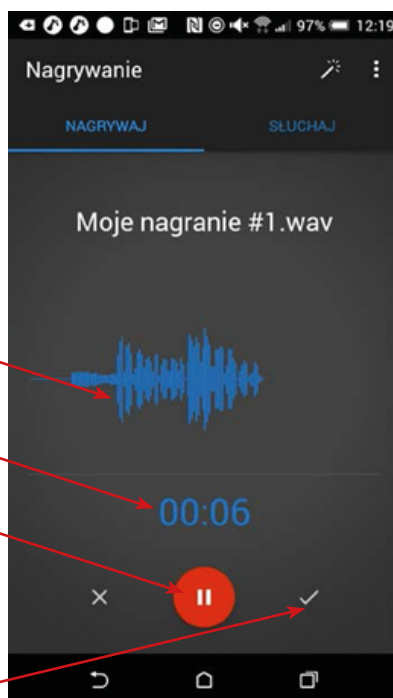 97% 12:19
Nagrywanie
NAGRYWAJ SŁUCHAJ
Moje nagranie #1.wav
00:06